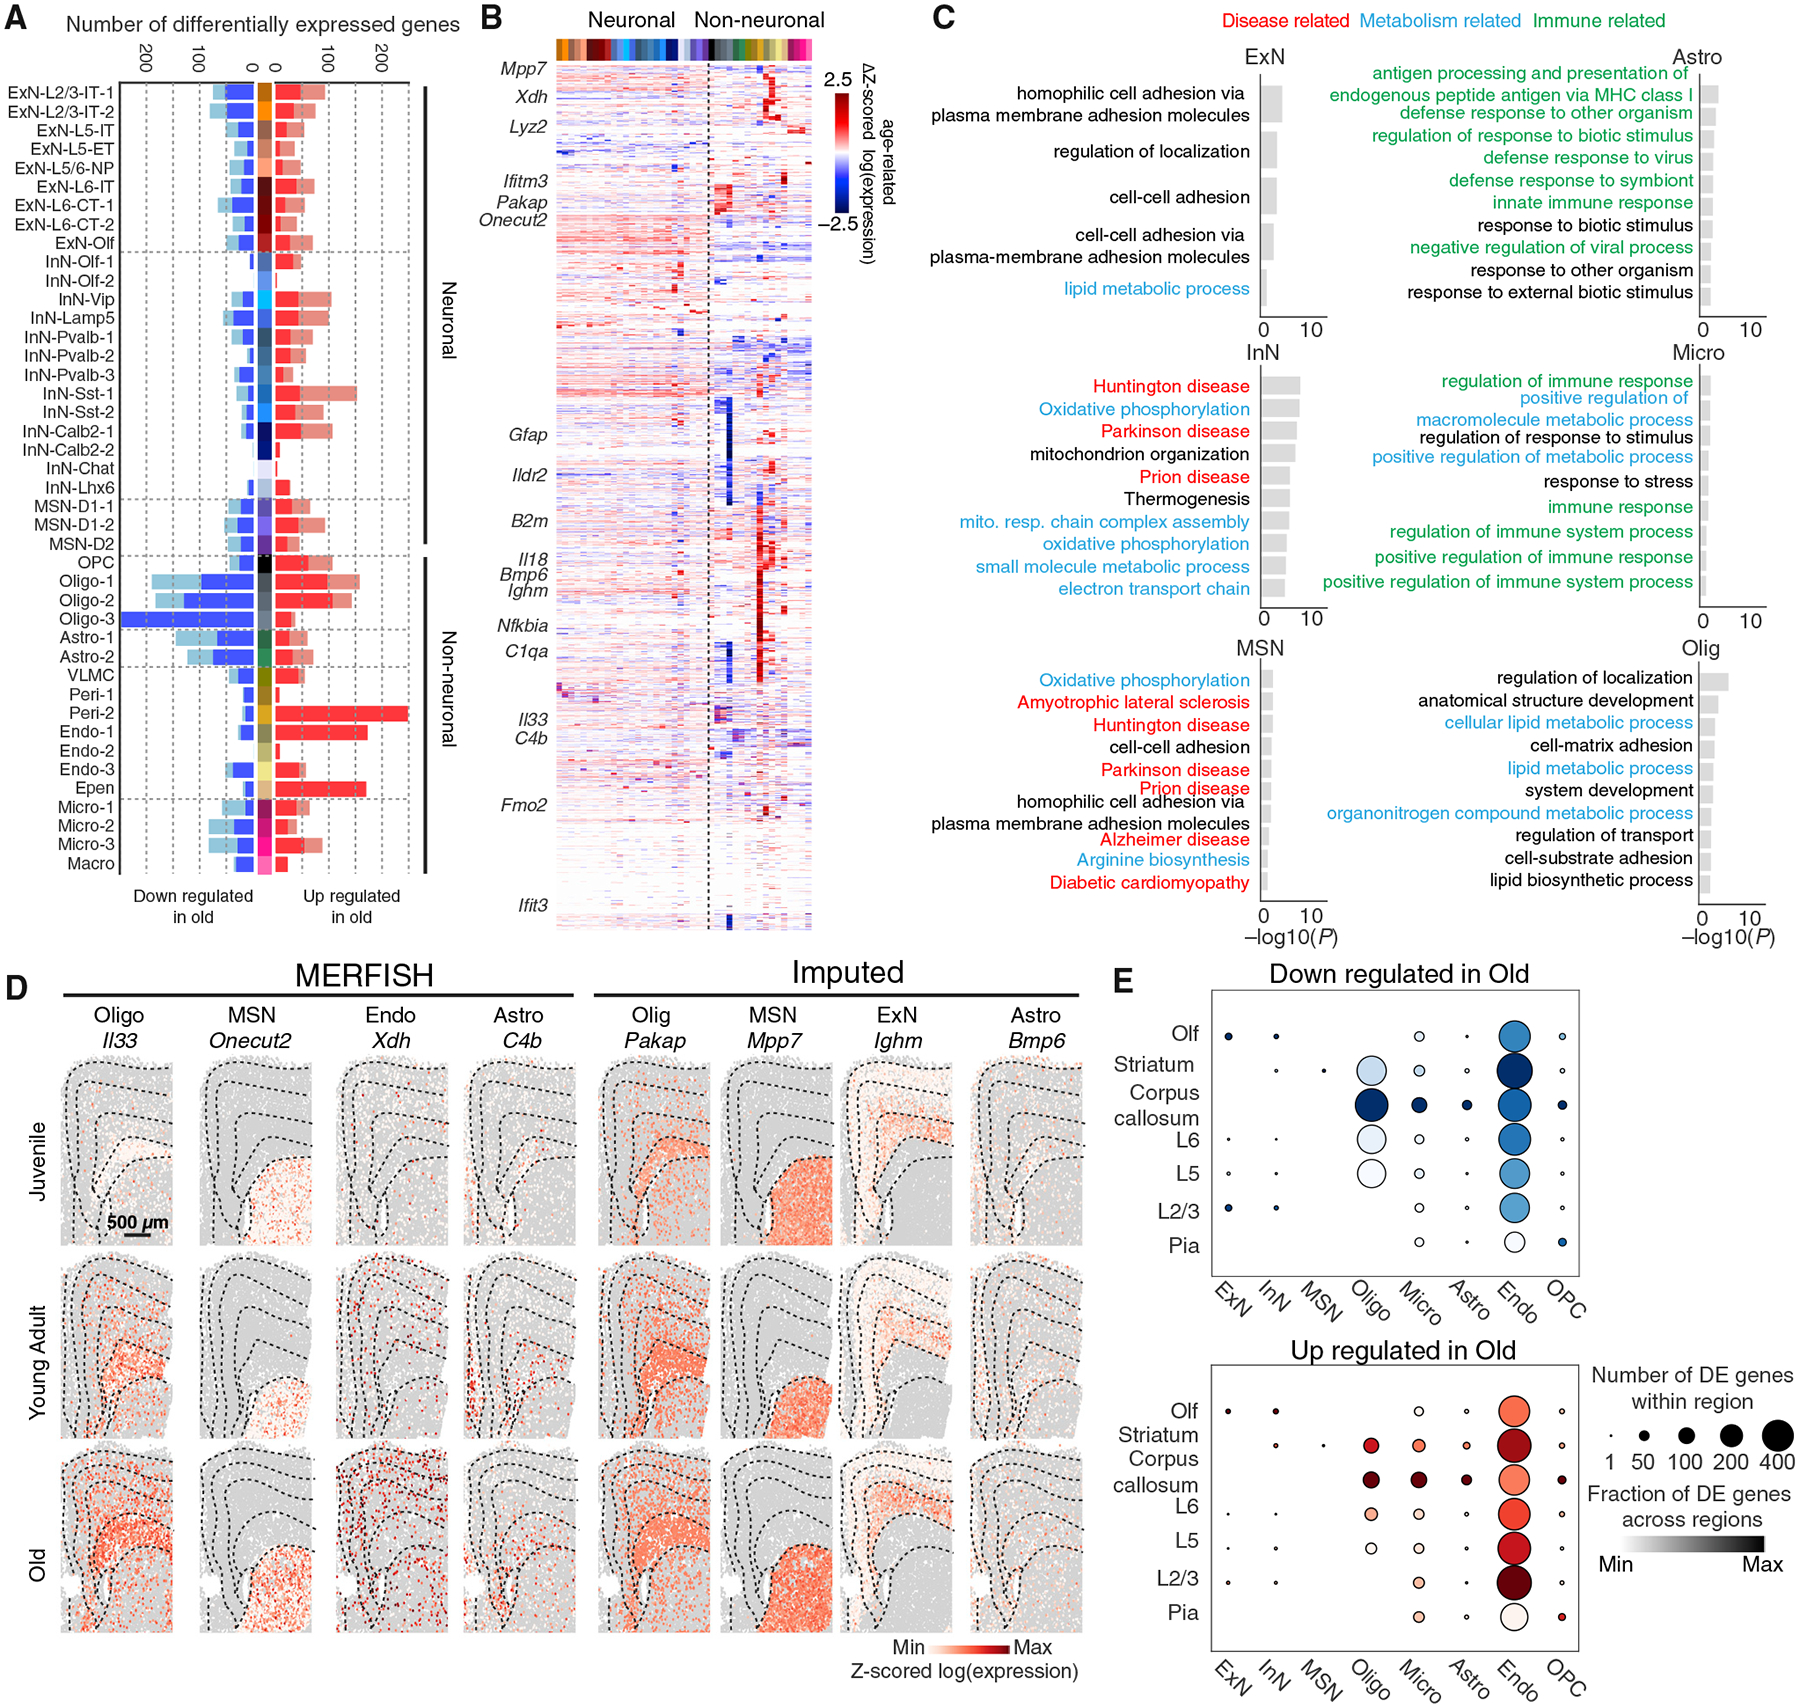 A
Number of differentially expressed genes
200
100
0
0
100
200
ExN-L2/3-IT-1
ExN-L2/3-IT-2
ExN-L5-IT
ExN-L5-ET
ExN-L5/6-NP
ExN-L6-IT
ExN-L6-CT-1
ExN-L6-CT-2
ExN-Olf
InN-Olf-1
InN-Olf-2
InN-Vip
InN-Lamp5
InN-Pvalb-1
InN-Pvalb-2
InN-Pvalb-3
InN-Sst-1
InN-Sst-2
InN-Calb2-1
InN-Calb2-2
InN-Chat
InN-Lhx6
MSN-D1-1
MSN-D1-2
MSN-D2
OPC
Oligo-1
Oligo-2
Oligo-3
Astro-1
Astro-2
VLMC
Peri-1
Peri-2
Endo-1
Endo-2
Endo-3
Epen
Micro-1
Micro-2
Micro-3
Macro
Neuronal
Non-neuronal
Down regulated
in old
Up regulated
in old
B
Neuronal
Non-neuronal
Mpp7
Xdh
Lyz2
Ifitm3
Pakap
Onecut2
Gfap
Ildr2
B2m
Il18
Bmp6
Ighm
Nfkbia
C1qa
Il33
C4b
Fmo2
Ifit3
2.5
−2.5
age-related
ΔZ-scored log(expression)
C
Disease related Metabolism related Immune related
ExN
homophilic cell adhesion via
plasma membrane adhesion molecules
regulation of localization
cell-cell adhesion
cell-cell adhesion via
plasma-membrane adhesion molecules
lipid metabolic process
0 10
Astro
antigen processing and presentation of
endogenous peptide antigen via MHC class I
defense response to other organism
regulation of response to biotic stimulus
defense response to virus
defense response to symbiont
innate immune response
response to biotic stimulus
negative regulation of viral process
response to other organism
response to external biotic stimulus
0 10
InN
Huntington disease
Oxidative phosphorylation
Parkinson disease
mitochondrion organization
Prion disease
Thermogenesis
mito. resp. chain complex assembly
oxidative phosphorylation
small molecule metabolic process
electron transport chain
0 10
Micro
regulation of immune response
positive regulation of
macromolecule metabolic process
regulation of response to stimulus
positive regulation of metabolic process
response to stress
immune response
regulation of immune system process
positive regulation of immune response
positive regulation of immune system process
0 10
MSN
Oxidative phosphorylation
Amyotrophic lateral sclerosis
Huntington disease
cell-cell adhesion
Parkinson disease
Prion disease
homophilic cell adhesion via
plasma membrane adhesion molecules
Alzheimer disease
Arginine biosynthesis
Diabetic cardiomyopathy
0 10
−log10(P)
Olig
regulation of localization
anatomical structure development
cellular lipid metabolic process
cell-matrix adhesion
lipid metabolic process
system development
organonitrogen compound metabolic process
regulation of transport
cell-substrate adhesion
lipid biosynthetic process
0 10
−log10(P)
D
MERFISH
Imputed
Oligo
Il33
MSN
Onecut2
Endo
Xdh
Astro
C4b
Olig
Pakap
MSN
Mpp7
ExN
Ighm
Astro
Bmp6
Juvenile
500 µm
Young Adult
Old
Min Max
Z-scored log(expression)
E
Down regulated in Old
Olf
Striatum
Corpus
callosum
L6
L5
L2/3
Pia
ExN
InN
MSN
Oligo
Micro
Astro
Endo
OPC
Up regulated in Old
Olf
Striatum
Corpus
callosum
L6
L5
L2/3
Pia
ExN
InN
MSN
Oligo
Micro
Astro
Endo
OPC
Number of DE genes
within region
1 50 100 200 400
Fraction of DE genes
across regions
Min Max